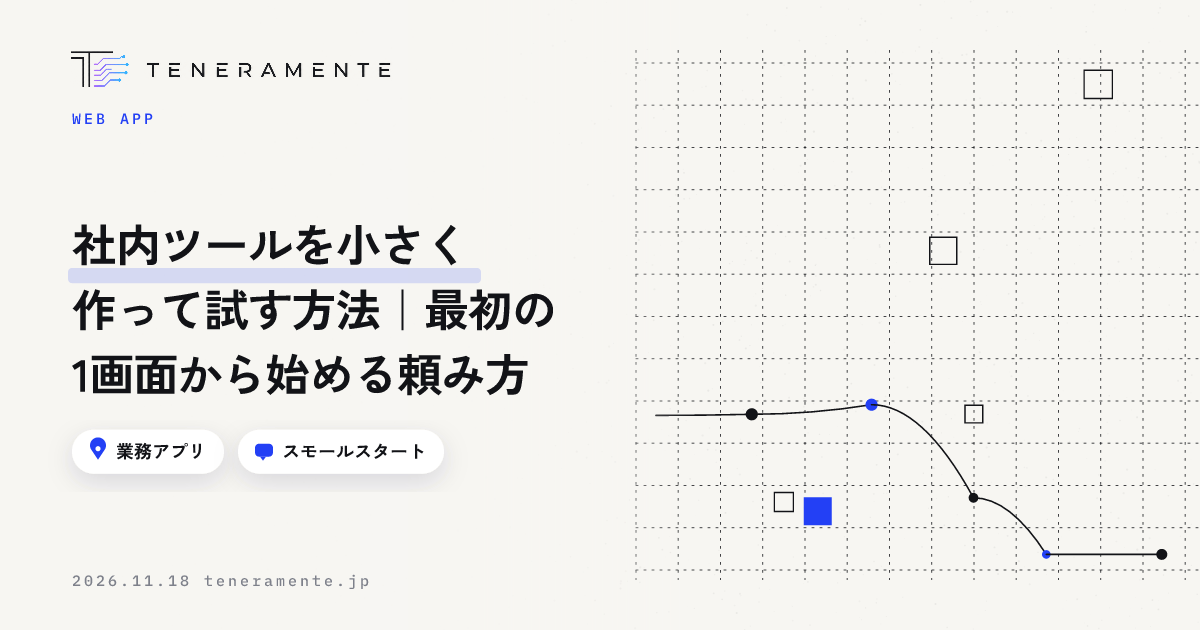 TENERAMENTE
WEB APP
社内ツールを小さく
作って試す方法｜最初の
1画面から始める頼み方
業務アプリ
スモールスタート
2026.11.18 teneramente.jp